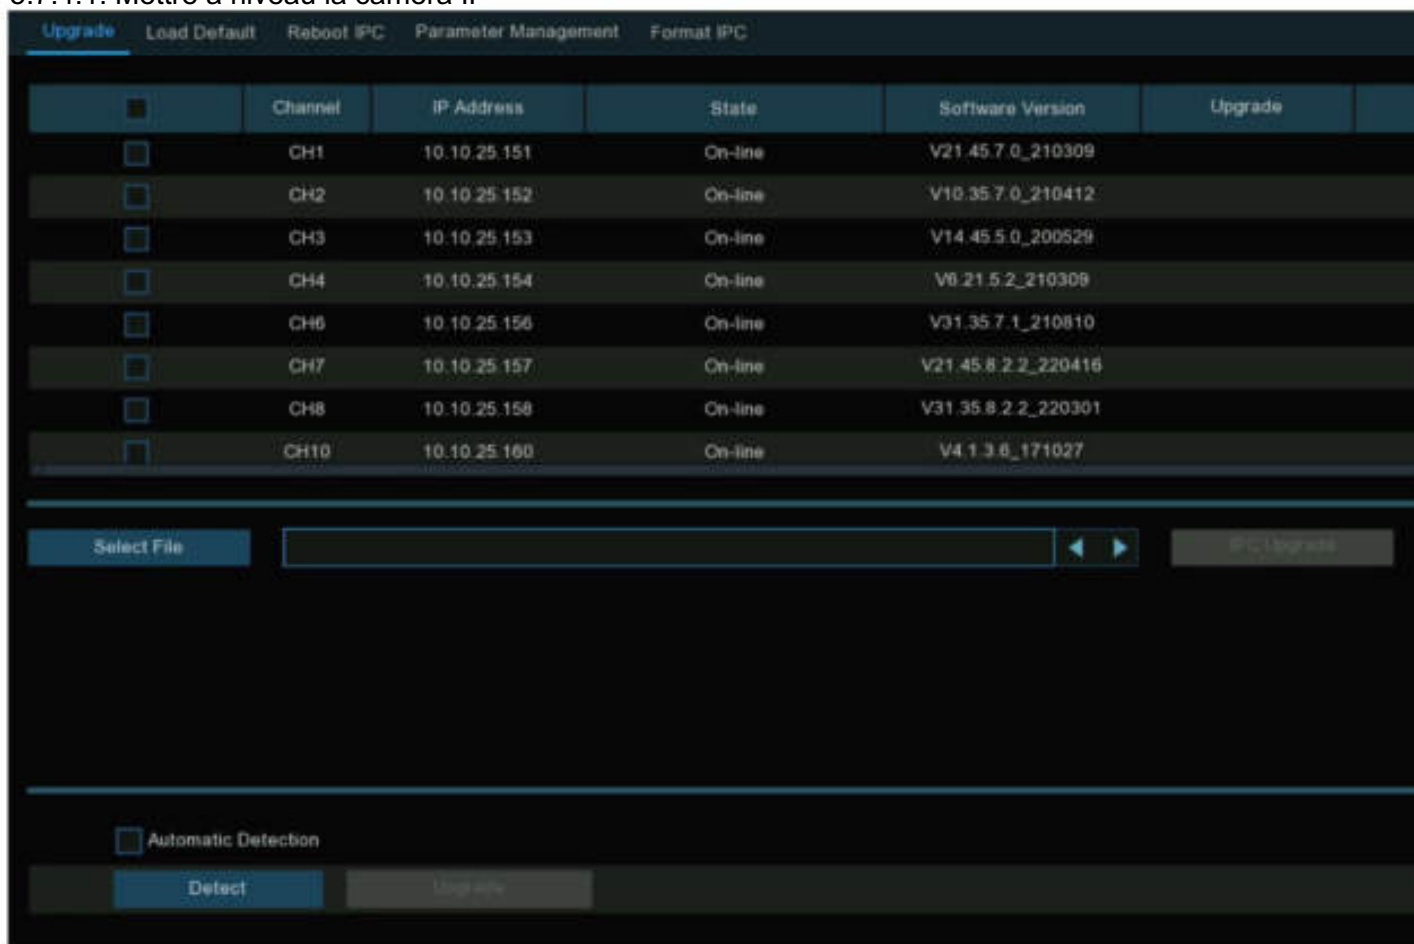 Mettre à niveau la caméra IP
Upgrade Load Default Reboot IPC Parameter Management Format IPC
Channel IP Address State Software Version Upgrade
CH1 10.10.25.151 On-line V21.45.7.0_210309
CH2 10.10.25.152 On-line V10.35.7.0_210412
CH3 10.10.25.153 On-line V14.45.5.0_200529
CH4 10.10.25.154 On-line V6.21.5.2_210309
CH6 10.10.25.156 On-line V31.35.7.1_210810
CH7 10.10.25.157 On-line V21.45.8.2.2_220416
CH8 10.10.25.158 On-line V31.35.8.2.2_220301
CH10 10.10.25.160 On-line V4.1.3.6_171027
Select File IPC Upgrade
Automatic Detection
Detect Upgrade